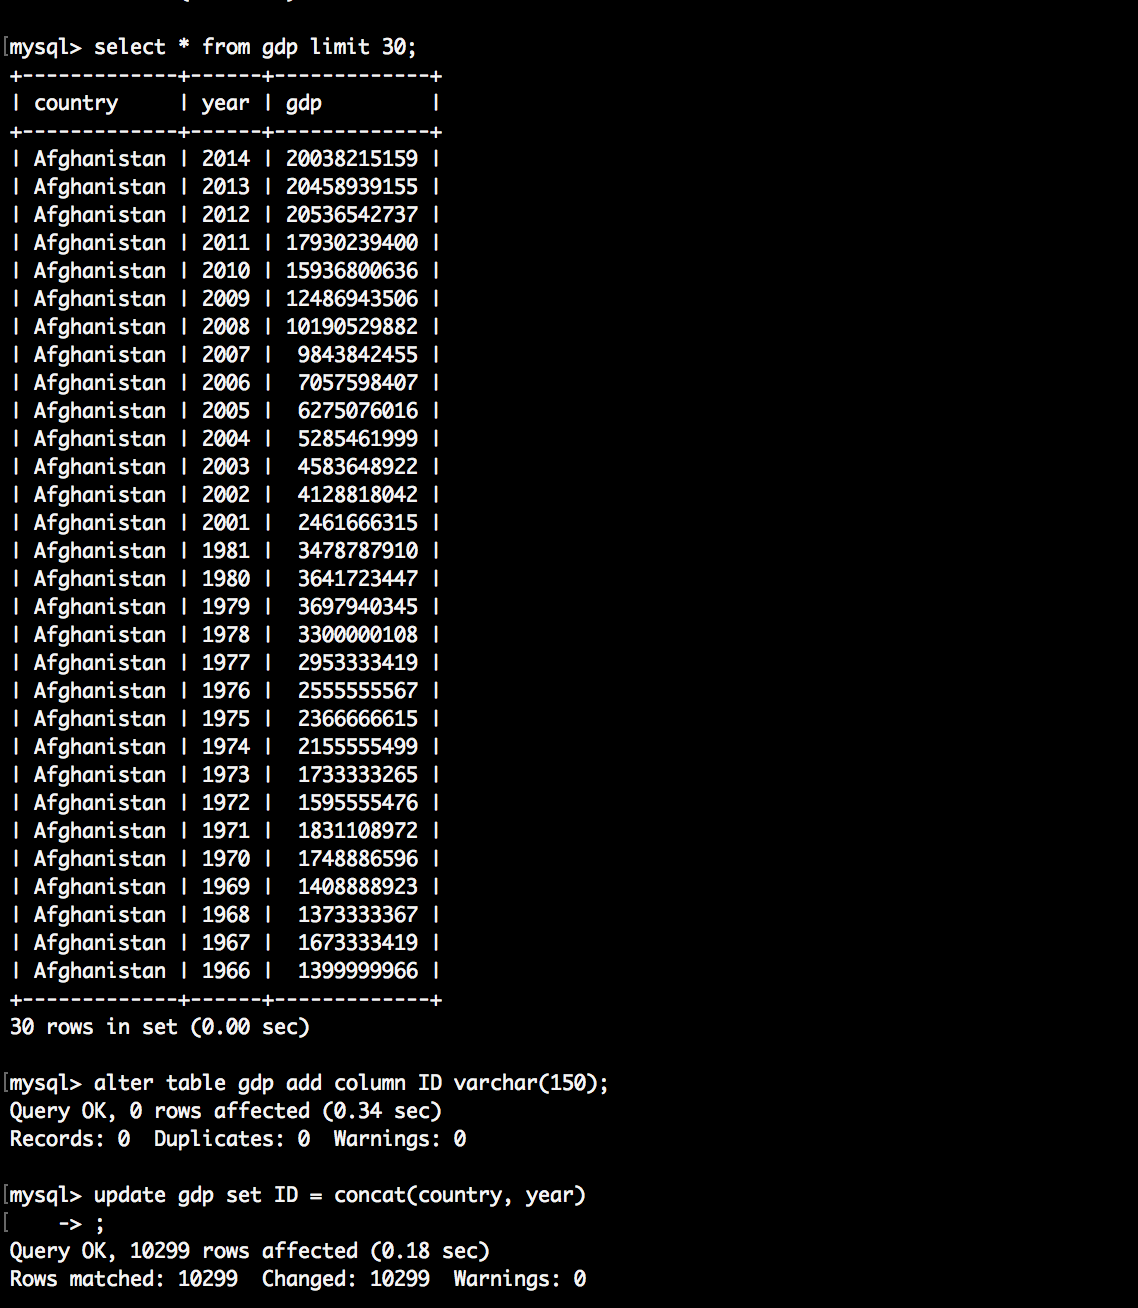 mysql> select * from gdp limit 30;
+-------------+------+-------------+
| country     | year | gdp         |
+-------------+------+-------------+
| Afghanistan | 2014 | 20038215159 |
| Afghanistan | 2013 | 20458939155 |
| Afghanistan | 2012 | 20536542737 |
| Afghanistan | 2011 | 17930239400 |
| Afghanistan | 2010 | 15936800636 |
| Afghanistan | 2009 | 12486943506 |
| Afghanistan | 2008 | 10190529882 |
| Afghanistan | 2007 |  9843842455 |
| Afghanistan | 2006 |  7057598407 |
| Afghanistan | 2005 |  6275076016 |
| Afghanistan | 2004 |  5285461999 |
| Afghanistan | 2003 |  4583648922 |
| Afghanistan | 2002 |  4128818042 |
| Afghanistan | 2001 |  2461666315 |
| Afghanistan | 1981 |  3478787910 |
| Afghanistan | 1980 |  3641723447 |
| Afghanistan | 1979 |  3697940345 |
| Afghanistan | 1978 |  3300000108 |
| Afghanistan | 1977 |  2953333419 |
| Afghanistan | 1976 |  2555555567 |
| Afghanistan | 1975 |  2366666615 |
| Afghanistan | 1974 |  2155555499 |
| Afghanistan | 1973 |  1733333265 |
| Afghanistan | 1972 |  1595555476 |
| Afghanistan | 1971 |  1831108972 |
| Afghanistan | 1970 |  1748886596 |
| Afghanistan | 1969 |  1408888923 |
| Afghanistan | 1968 |  1373333367 |
| Afghanistan | 1967 |  1673333419 |
| Afghanistan | 1966 |  1399999966 |
+-------------+------+-------------+
30 rows in set (0.00 sec)
mysql> alter table gdp add column ID varchar(150);
Query OK, 0 rows affected (0.34 sec)
Records: 0  Duplicates: 0  Warnings: 0
mysql> update gdp set ID = concat(country, year)
    -> ;
Query OK, 10299 rows affected (0.18 sec)
Rows matched: 10299  Changed: 10299  Warnings: 0